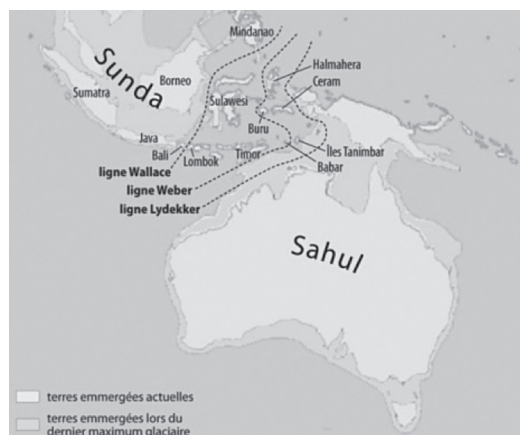 Mindanao
Halmahera
Ceram
Sunda
Borneo
Sumatra
Sulawesi
Buru
Java
Bali
Lombok
Timor
Îles Tanimbar
Babar
ligne Wallace
ligne Weber
ligne Lydekker
Sahul
terres emmergées actuelles
terres emmergées lors du
dernier maximum glaciaire